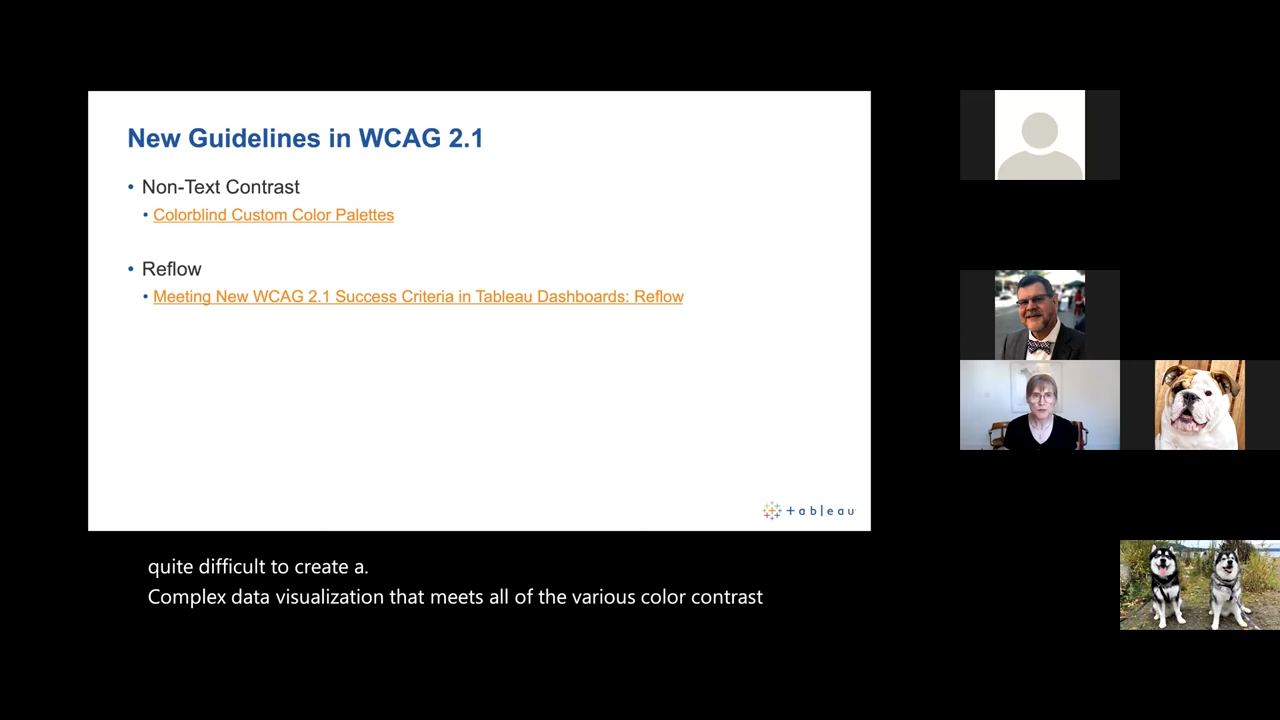 New Guidelines in WCAG 2.1
• Non-Text Contrast
• Colorblind Custom Color Palettes
• Reflow
• Meeting New WCAG 2.1 Success Criteria in Tableau Dashboards: Reflow
+ableau
quite difficult to create a.
Complex data visualization that meets all of the various color contrast